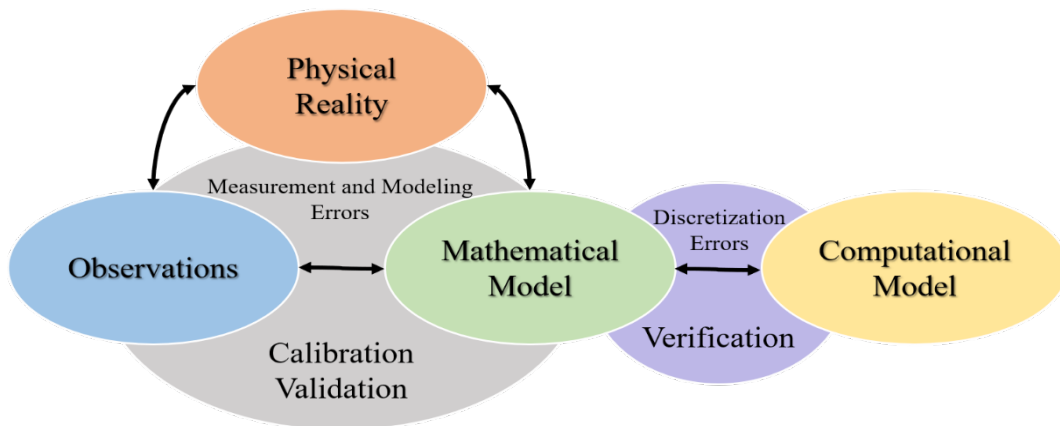 Physical
Reality
Measurement and Modeling
Errors
Observations
Mathematical
Model
Discretization
Errors
Computational
Model
Calibration
Validation
Verification